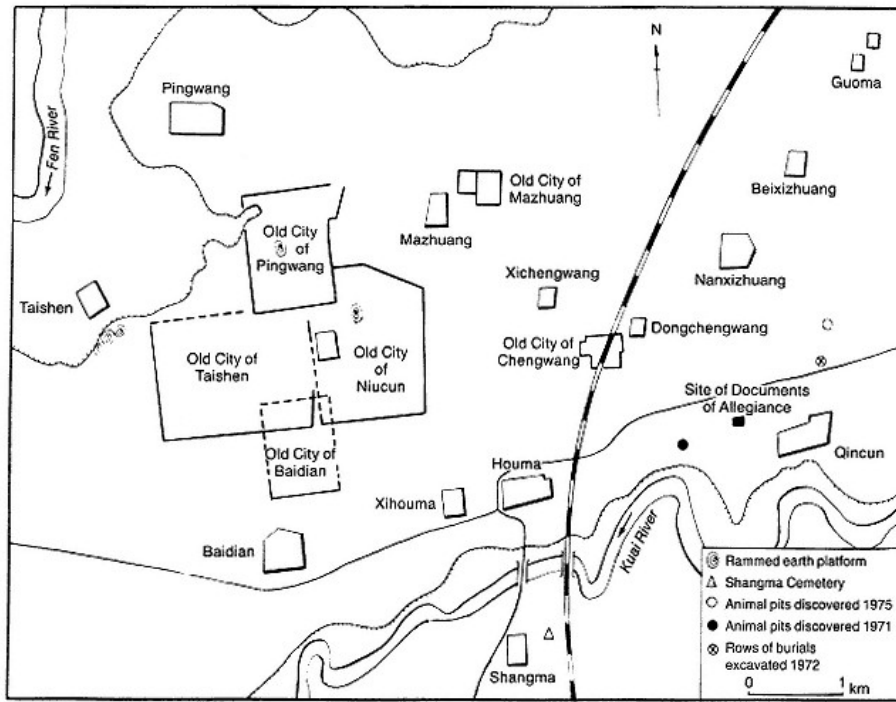 N
Guoma
Pingwang
Fen River
Old City of
Mazhuang
Beixizhuang
Mazhuang
Old City
of
Pingwang
Xichengwang
Nanxizhuang
Taishen
Dongchengwang
Old City of
Taishen
Old City
of
Niucun
Old City of
Chengwang
Site of Documents
of Allegiance
Old City of
Baidian
Houma
Qincun
Xihouma
Baidian
Kuai River
Shangma
Rammed earth platform
Shangma Cemetery
Animal pits discovered 1975
Animal pits discovered 1971
Rows of burials
excavated 1972
0 1
km